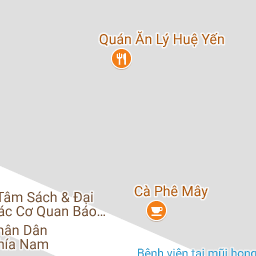 Quán Ăn Lý Huệ Yến
Tâm Sách & Đại
ác Cơ Quan Báo...
Cà Phê Mây
hân Dân
hía Nam
Bệnh viện tai mũi họng